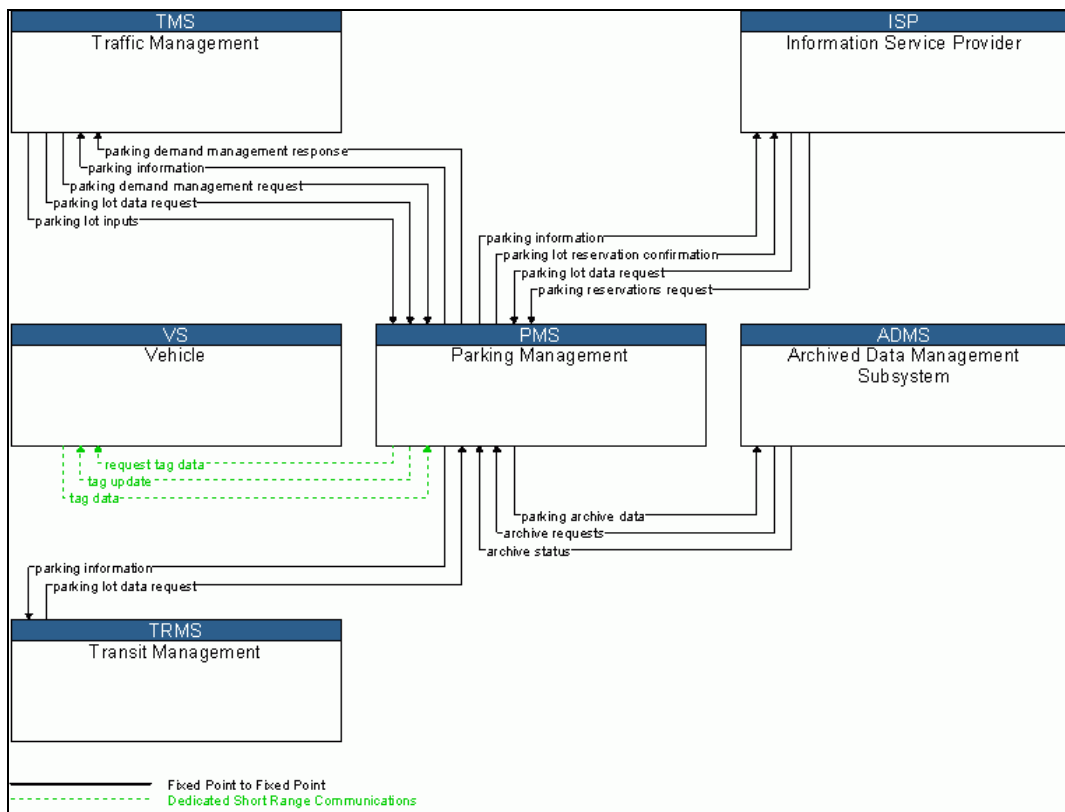 TMS
Traffic Management
ISP
Information Service Provider
parking demand management response
parking information
parking demand management request
parking lot data request
parking lot inputs
parking information
parking lot reservation confirmation
parking lot data request
parking reservations request
VS
Vehicle
PMS
Parking Management
ADMS
Archived Data Management
Subsystem
request tag data
tag update
tag data
parking archive data
archive requests
archive status
parking information
parking lot data request
TRMS
Transit Management
Fixed Point to Fixed Point
Dedicated Short Range Communications